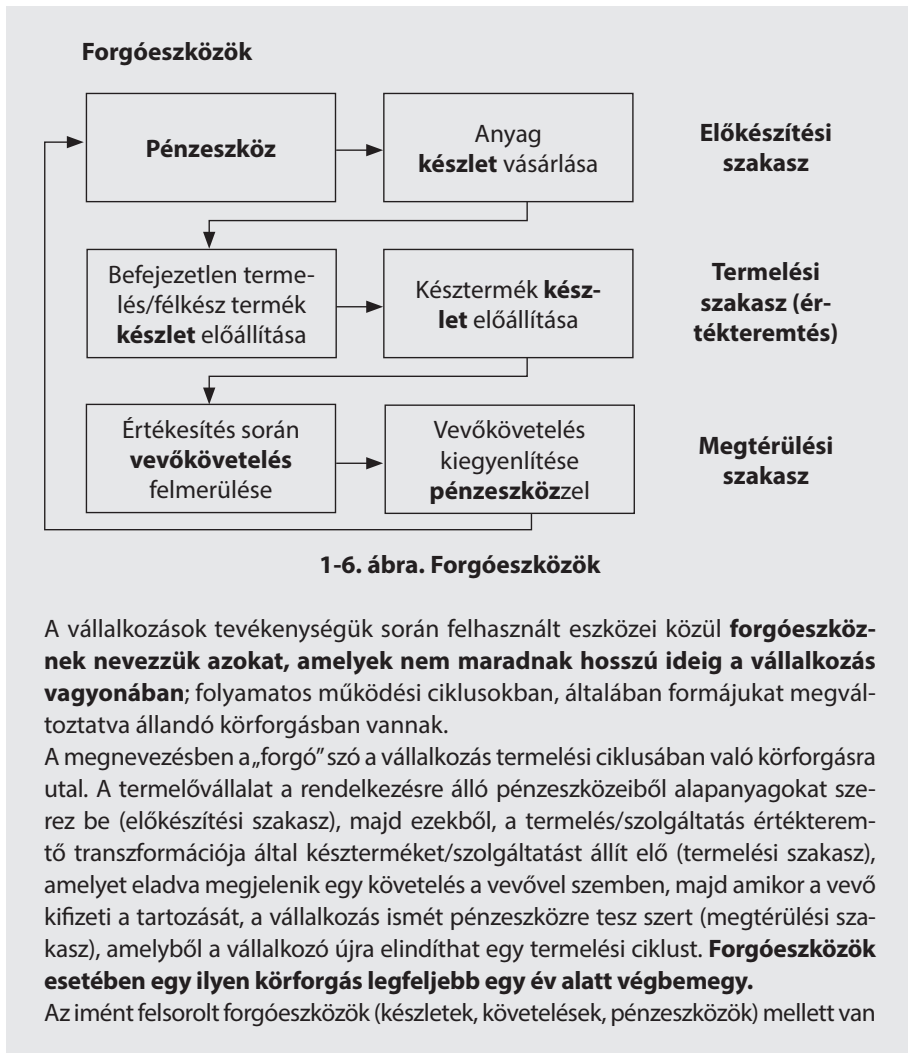 Forgóeszközök
Pénzeszköz
Anyag
készlet vásárlása
Előkészítési
szakasz
Befejezetlen terme-
lés/félkész termék
készlet előállítása
Késztermék kész-
let előállítása
Termelési
szakasz (ér-
tékteremtés)
Értékesítés során
vevőkövetelés
felmerülése
Vevőkövetelés
kiegyenlítése
pénzeszközzel
Megtérülési
szakasz
1-6. ábra. Forgóeszközök
A vállalkozások tevékenységük során felhasznált eszközei közül forgóeszköz-
nek nevezzük azokat, amelyek nem maradnak hosszú ideig a vállalkozás
vagyonában; folyamatos működési ciklusokban, általában formájukat megvál-
toztatva állandó körforgásban vannak.
A megnevezésben a „forgó” szó a vállalkozás termelési ciklusában való körforgásra
utal. A termelővállalat a rendelkezésre álló pénzeszközeiből alapanyagokat sze-
rez be (előkészítési szakasz), majd ezekből, a termelés/szolgáltatás értékterem-
tő transzformációja által készterméket/szolgáltatást állít elő (termelési szakasz),
amelyet eladva megjelenik egy követelés a vevővel szemben, majd amikor a vevő
kifizeti a tartozását, a vállalkozás ismét pénzeszközre tesz szert (megtérülési sza-
kasz), amelyből a vállalkozó újra elindíthat egy termelési ciklust. Forgóeszközök
esetében egy ilyen körforgás legfeljebb egy év alatt végbemegy.
Az imént felsorolt forgóeszközök (készletek, követelések, pénzeszközök) mellett van